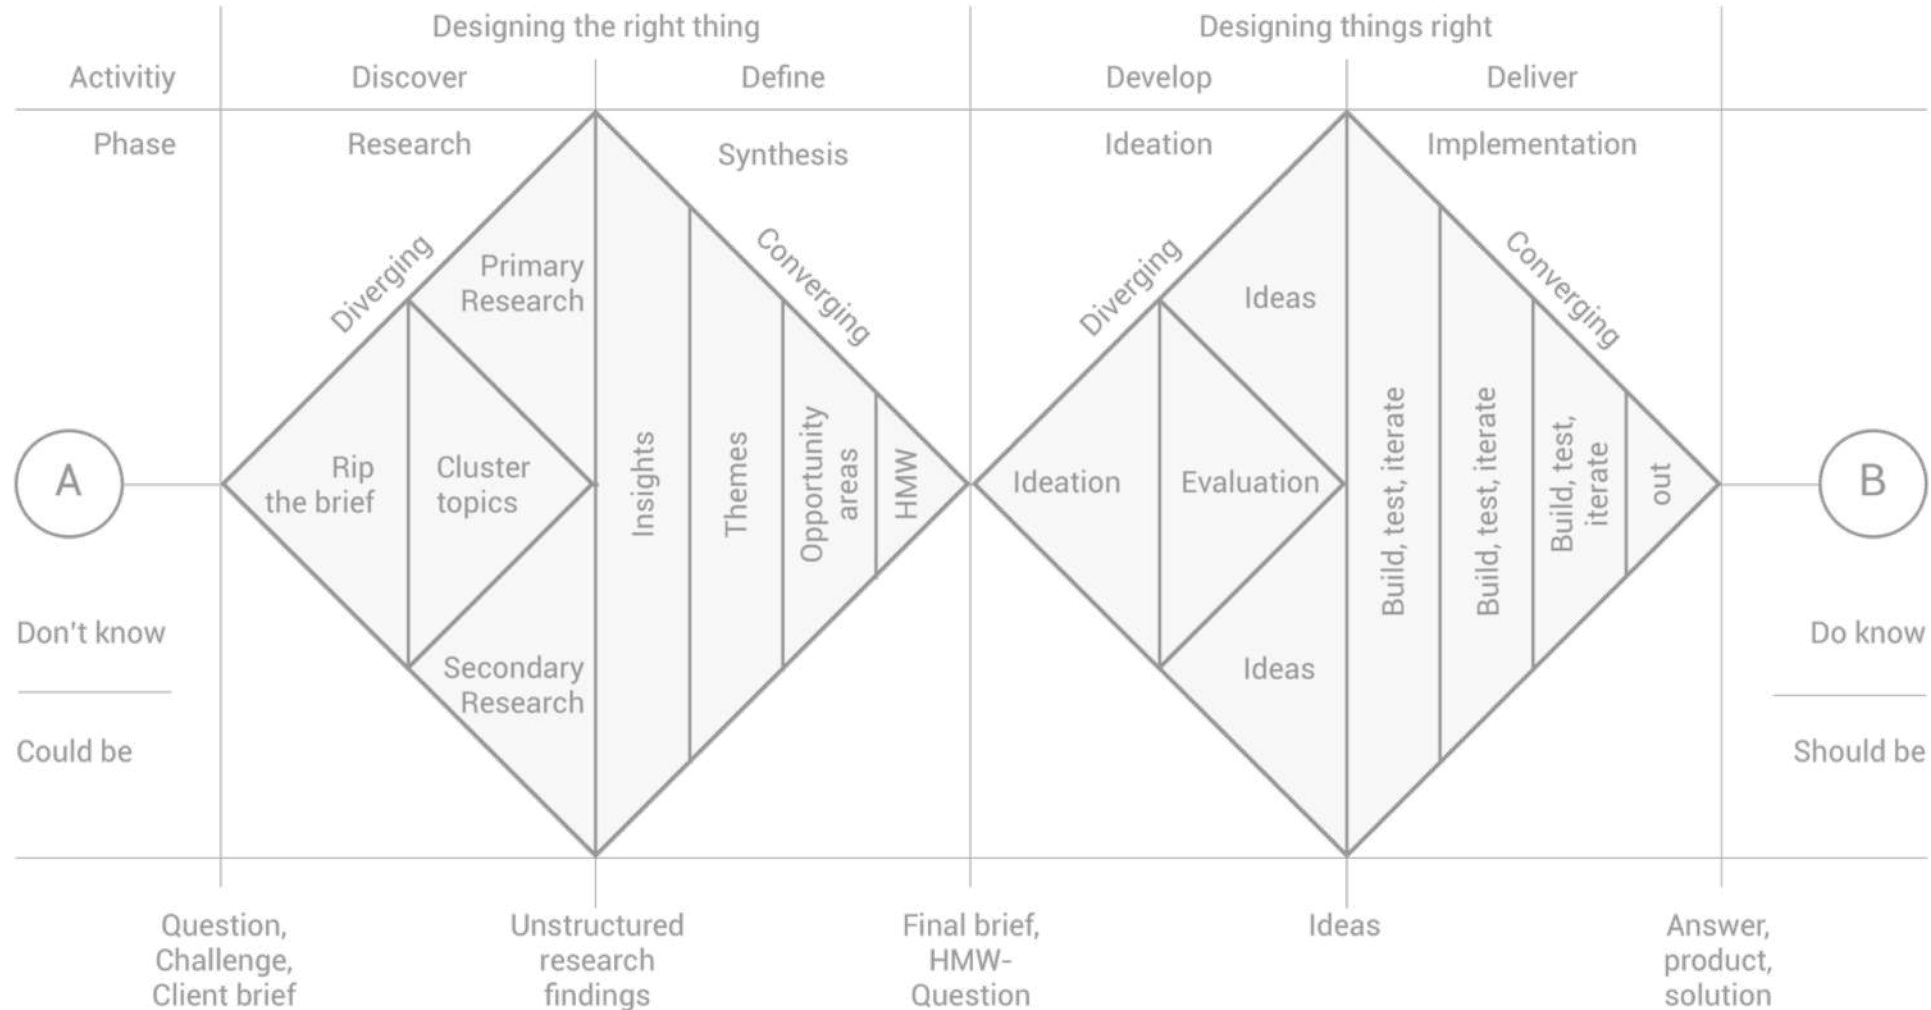 Designing the right thing
Designing things right
Activitiy
Discover
Define
Develop
Deliver
Phase
Research
Synthesis
Ideation
Implementation
Diverging
Converging
Diverging
Converging
Primary
Research
Ideas
A
Rip
the brief
Cluster
topics
Insights
Themes
Opportunity
areas
HMW
Ideation
Evaluation
Build, test, iterate
Build, test, iterate
Build, test,
iterate
out
B
Don't know
Do know
Secondary
Research
Ideas
Could be
Should be
Question,
Challenge,
Client brief
Unstructured
research
findings
Final brief,
HMW-
Question
Ideas
Answer,
product,
solution